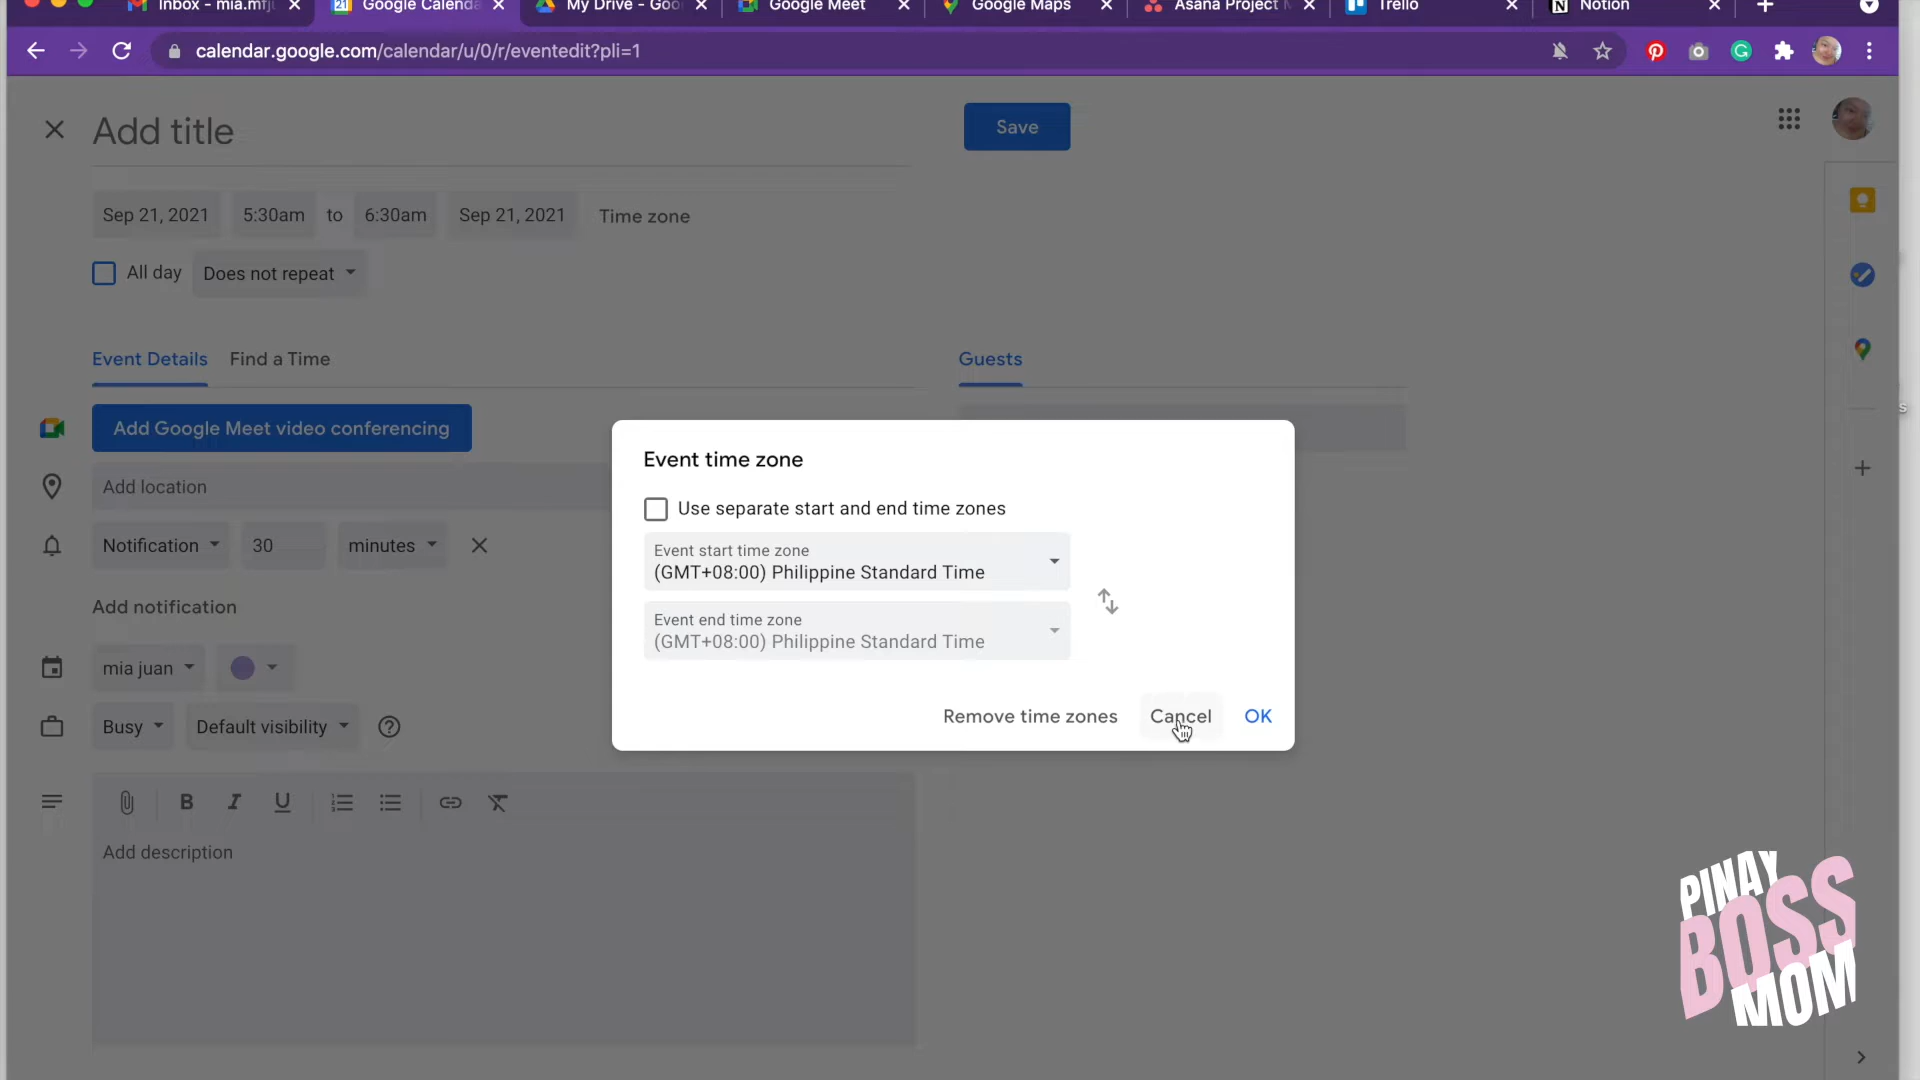 Inbox - mia.mfj
Google Calend
My Drive - Goo
Google Meet
Google Maps
Asana Project
Trello
Notion
calendar.google.com/calendar/u/0/r/eventedit?pli=1
Add title
Save
Sep 21, 2021 5:30am to 6:30am Sep 21, 2021 Time zone
All day Does not repeat
Event Details Find a Time Guests
Add Google Meet video conferencing
Add location
Notification 30 minutes
Add notification
mia juan
Busy Default visibility
Add description
Event time zone
Use separate start and end time zones
Event start time zone
(GMT+08:00) Philippine Standard Time
Event end time zone
(GMT+08:00) Philippine Standard Time
Remove time zones Cancel OK
PINAY
BOSS
MOM